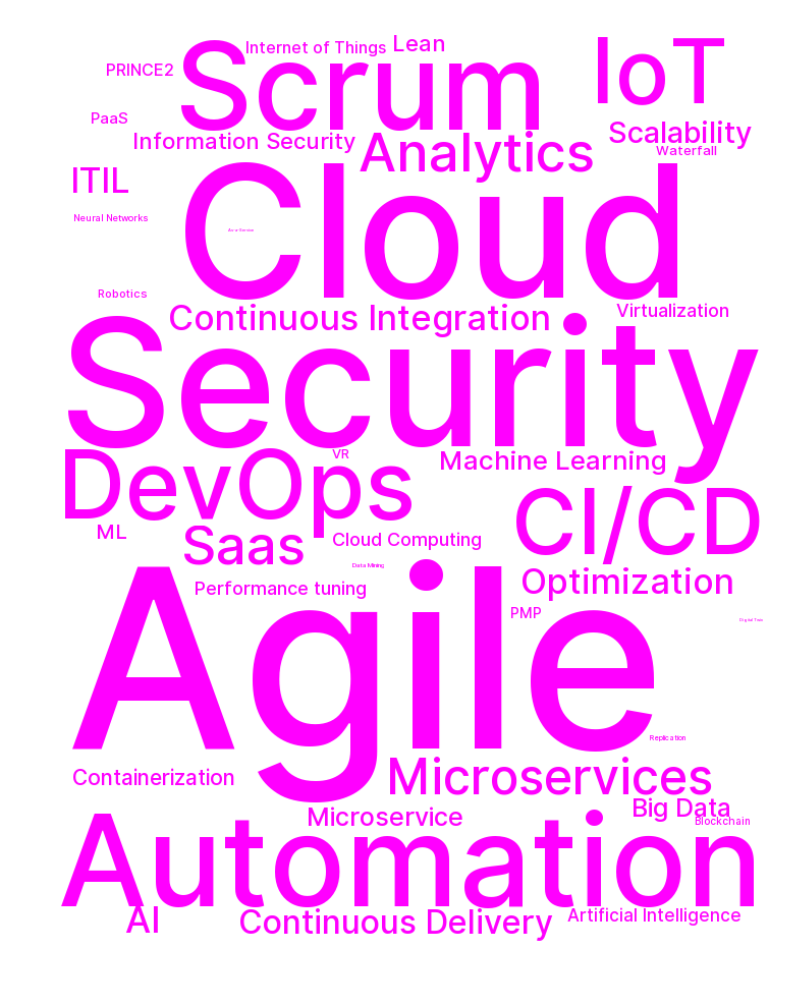 Internet of Things
Lean
Scrum
IoT
PRINCE2
PaaS
Scalability
Information Security
Analytics
Waterfall
ITIL
Cloud
Neural Networks
Robotics
Continuous Integration
Virtualization
Security
DevOps
VR
Machine Learning
CI/CD
ML
Saas
Cloud Computing
Data Mining
Optimization
Performance tuning
Agile
PMP
Replication
Containerization
Microservices
Big Data
Microservice
Blockchain
Automation
AI
Continuous Delivery
Artificial Intelligence